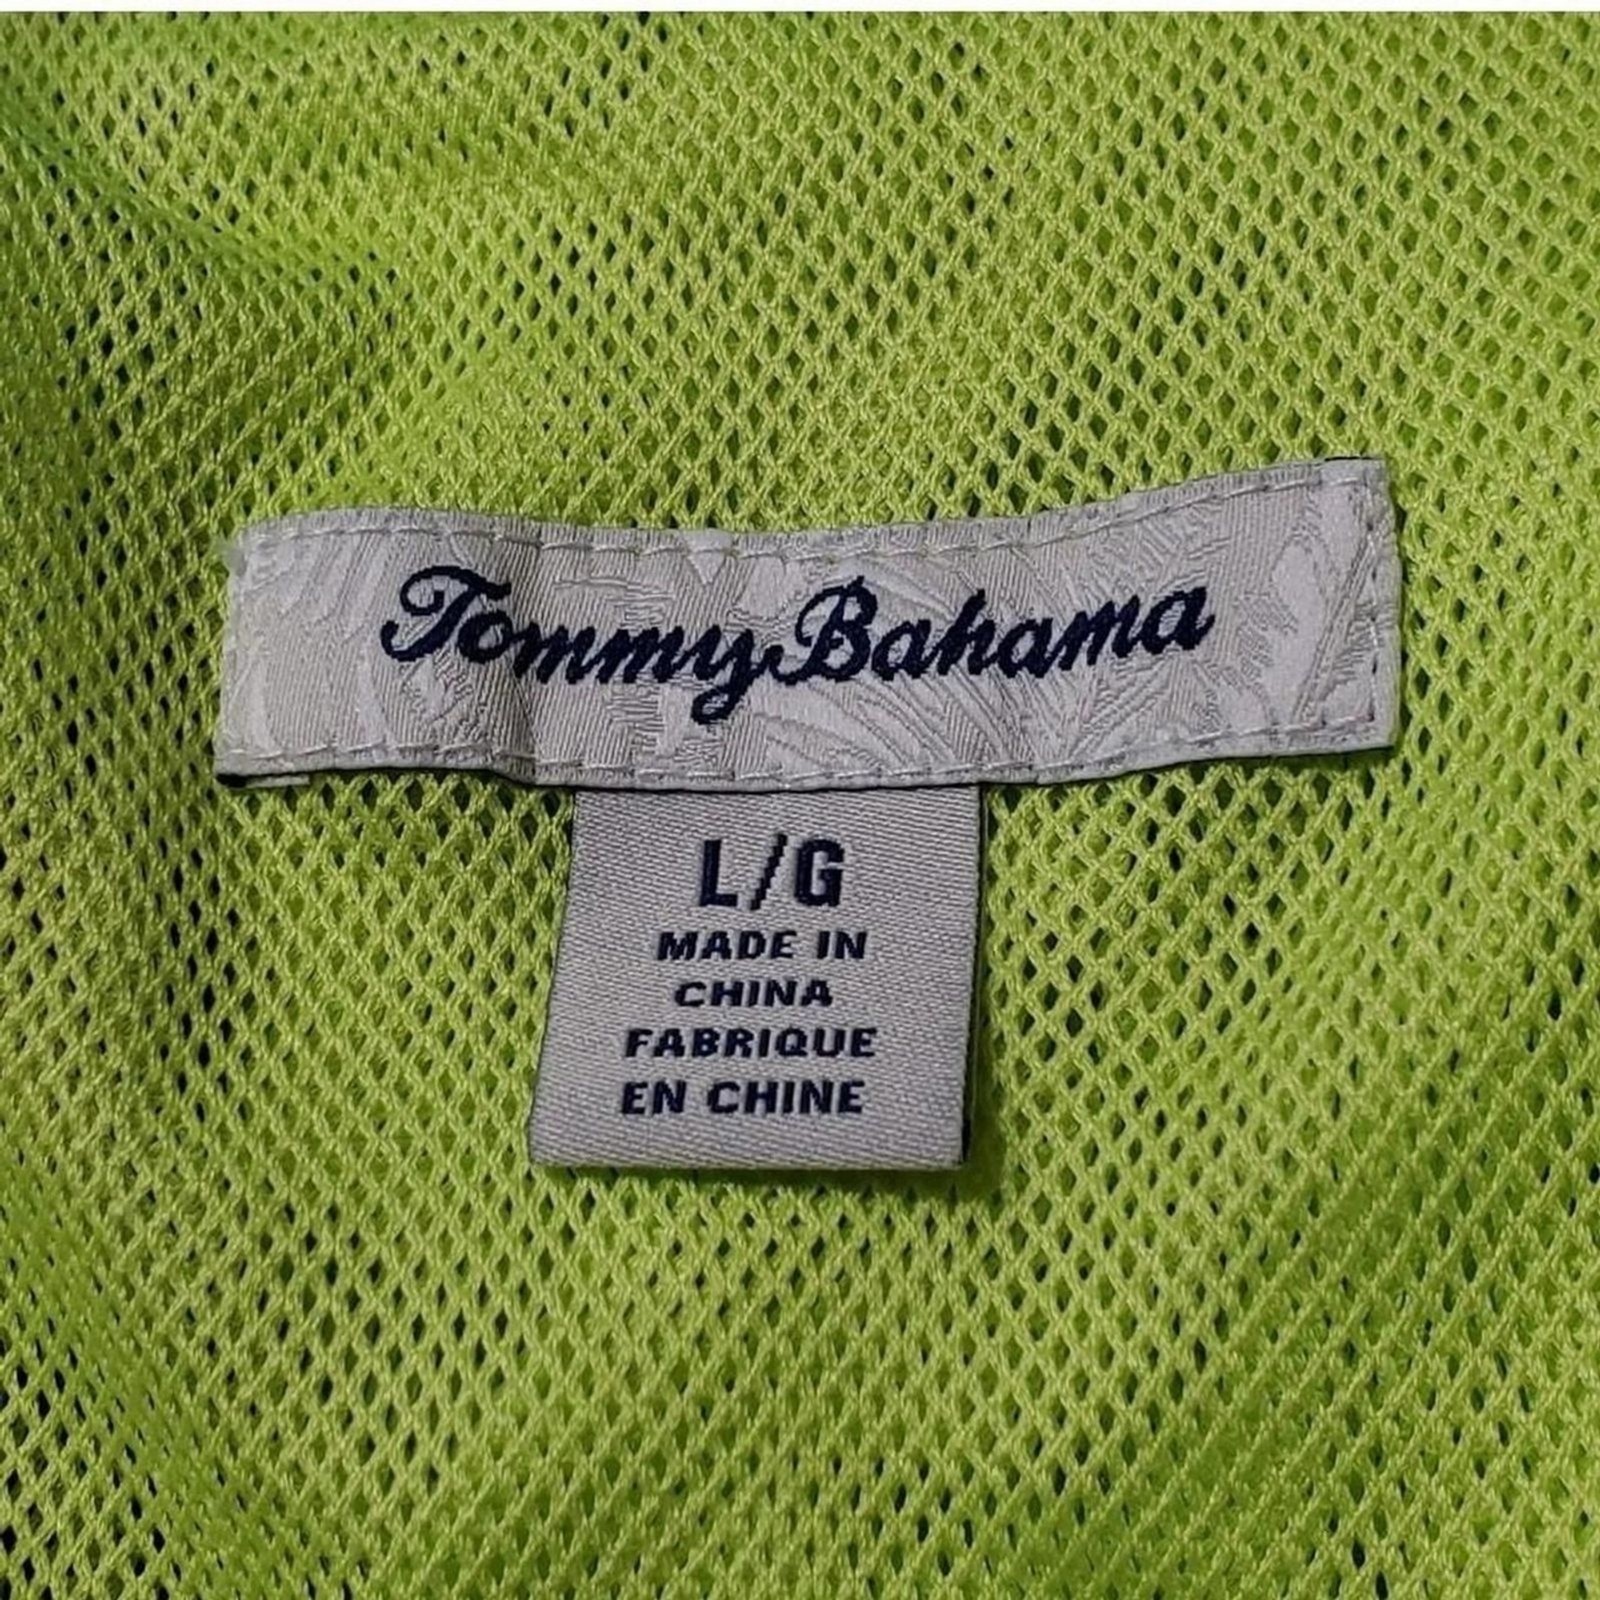 Tommy Bahama
L/G
MADE IN
CHINA
FABRIQUE
EN CHINE